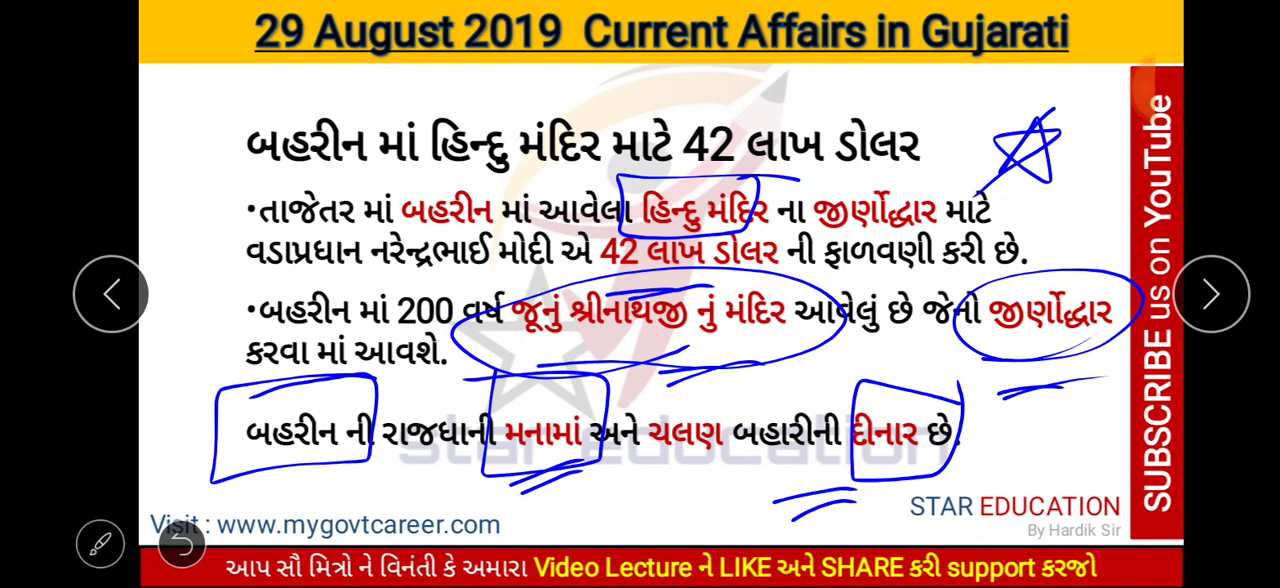 29 August 2019 Current Affairs in Gujarati
બહરીન માં હિન્દુ મંદિર માટે 42 લાખ ડોલર
•તાજેતર માં બહરીન માં આવેલા હિન્દુ મંદિર ના જીર્ણોદ્ધાર માટે
વડાપ્રધાન નરેન્દ્રભાઈ મોદી એ 42 લાખ ડોલર ની ફાળવણી કરી છે.
•બહરીન માં 200 વર્ષ જૂનું શ્રીનાથજી નું મંદિર આવેલું છે જેનો જીર્ણોદ્ધાર
કરવા માં આવશે.
બહરીન ની રાજધાની મનામાં અને ચલણ બહારીની દીનાર છે.
star education
STAR EDUCATION
By Hardik Sir
Visit : www.mygovtcareer.com
આપ સૌ મિત્રો ને વિનંતી કે અમારા Video Lecture ને LIKE અને SHARE કરી support કરજો
SUBSCRIBE us on YouTube